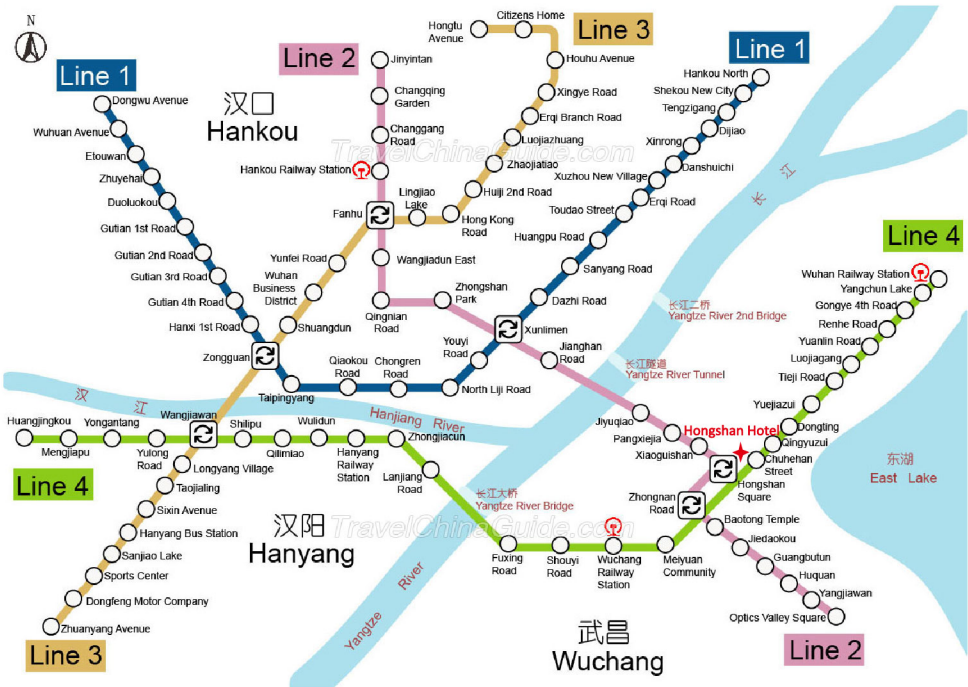 N
Line 1
Dongwu Avenue
Wuhuan Avenue
Etouwan
Zhuyehai
Duoluokou
Gutian 1st Road
Gutian 2nd Road
Gutian 3rd Road
Gutian 4th Road
Hanxi 1st Road
Zongguan
Taipingyang
Qiaokou
Road
Chongren
Road
North Liji Road
Youyi
Road
Xunlimen
Dazhi Road
Sanyang Road
Huangpu Road
Toudao Street
Erqi Road
Xuzhou New Village
Danshuichi
Xinrong
Dijiao
Tengzigang
Shekou New City
Hankou North
Line 1
汉口
Hankou
Line 2
Jinyintan
Changqing
Garden
Changgang
Road
Hankou Railway Station
Fanhu
Wangjiadun East
Qingnian
Road
Zhongshan
Park
Jianghan
Road
Jiyuqiao
Pangxiejia
Xiaoguishan
Hongshan Hotel
Hongshan
Square
Zhongnan
Road
Baotong Temple
Jiedaokou
Guangbutun
Huquan
Yangjiawan
Optics Valley Square
Line 2
Hongtu
Avenue
Citizens Home
Line 3
Houhu Avenue
Xingye Road
Erqi Branch Road
Luojiazhuang
Zhaojiatiao
Huiji 2nd Road
Hong Kong
Road
Lingjiao
Lake
Yunfei Road
Wuhan
Business
District
Shuangdun
Wangjiawan
Longyang Village
Taojialing
Sixin Avenue
Hanyang Bus Station
Sanjiao Lake
Sports Center
Dongfeng Motor Company
Zhuanyang Avenue
Line 3
Line 4
Wuhan Railway Station
Yangchun Lake
Gongye 4th Road
Renhe Road
Yuanlin Road
Luojiagang
Tieji Road
Yuejiazui
Dongting
Qingyuzui
Chuhehan
Street
Meiyuan
Community
Wuchang
Railway
Station
Shouyi
Road
Fuxing
Road
Lanjiang
Road
Zhongjiacun
Hanyang
Railway
Station
Wulidun
Qilimiao
Shilipu
Yulong
Road
Yongantang
Mengjiapu
Huangjingkou
Line 4
汉阳
Hanyang
武昌
Wuchang
汉江
Hanjiang River
长江
Yangtze River
长江二桥
Yangtze River 2nd Bridge
长江隧道
Yangtze River Tunnel
长江大桥
Yangtze River Bridge
东湖
East Lake
TravelChinaGuide.com
TravelChinaGuide.com